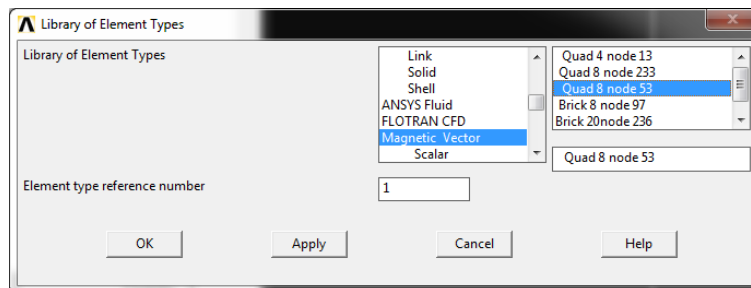 Library of Element Types
Library of Element Types
Link
Solid
Shell
ANSYS Fluid
FLOTRAN CFD
Magnetic Vector
Scalar
Quad 4 node 13
Quad 8 node 233
Quad 8 node 53
Brick 8 node 97
Brick 20node 236
Quad 8 node 53
Element type reference number
1
OK Apply Cancel Help